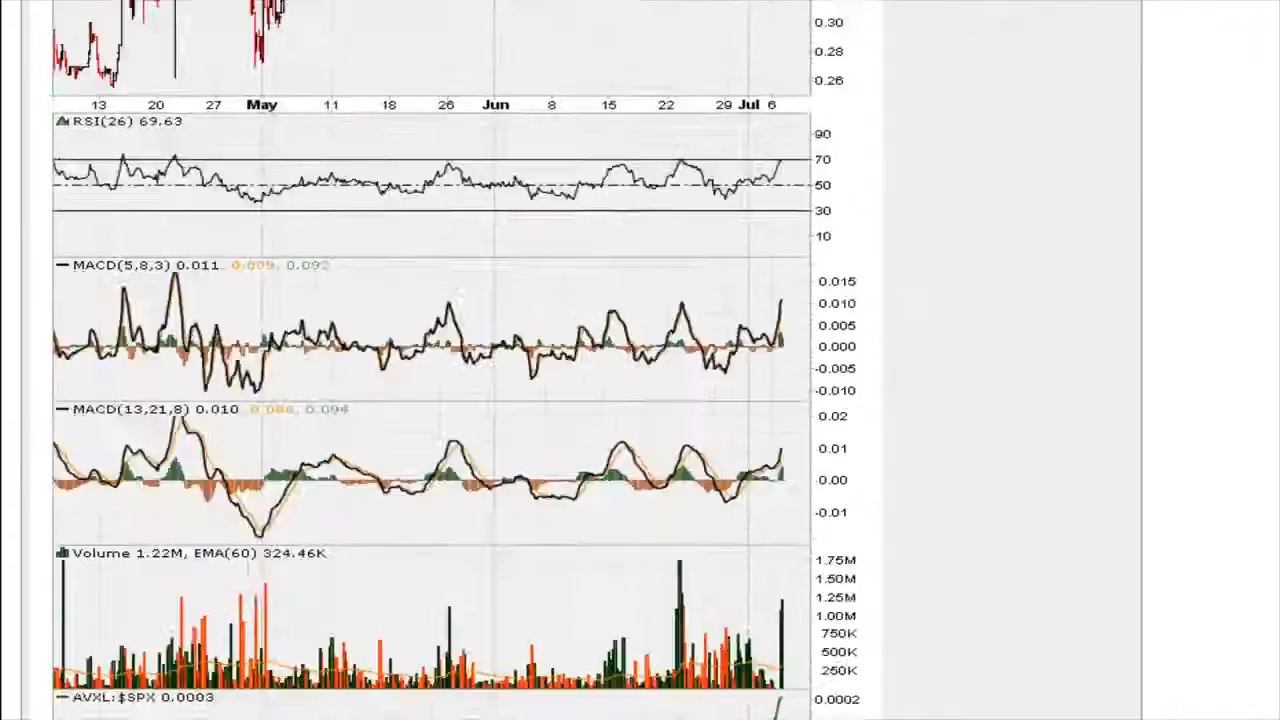 0.30
0.28
0.26
13 20 27 May 11 18 26 Jun 8 15 22 29 Jul 6
RSI(26) 69.63
90
70
50
30
10
MACD(5,8,3) 0.011,
0.015
0.010
0.005
0.000
-0.005
-0.010
MACD(13,21,8) 0.010
0.02
0.01
0.00
-0.01
Volume 1.22M, EMA(60) 324.46K
1.75M
1.50M
1.25M
1.00M
750K
500K
250K
AVXL:$SPX 0.0003
0.0002